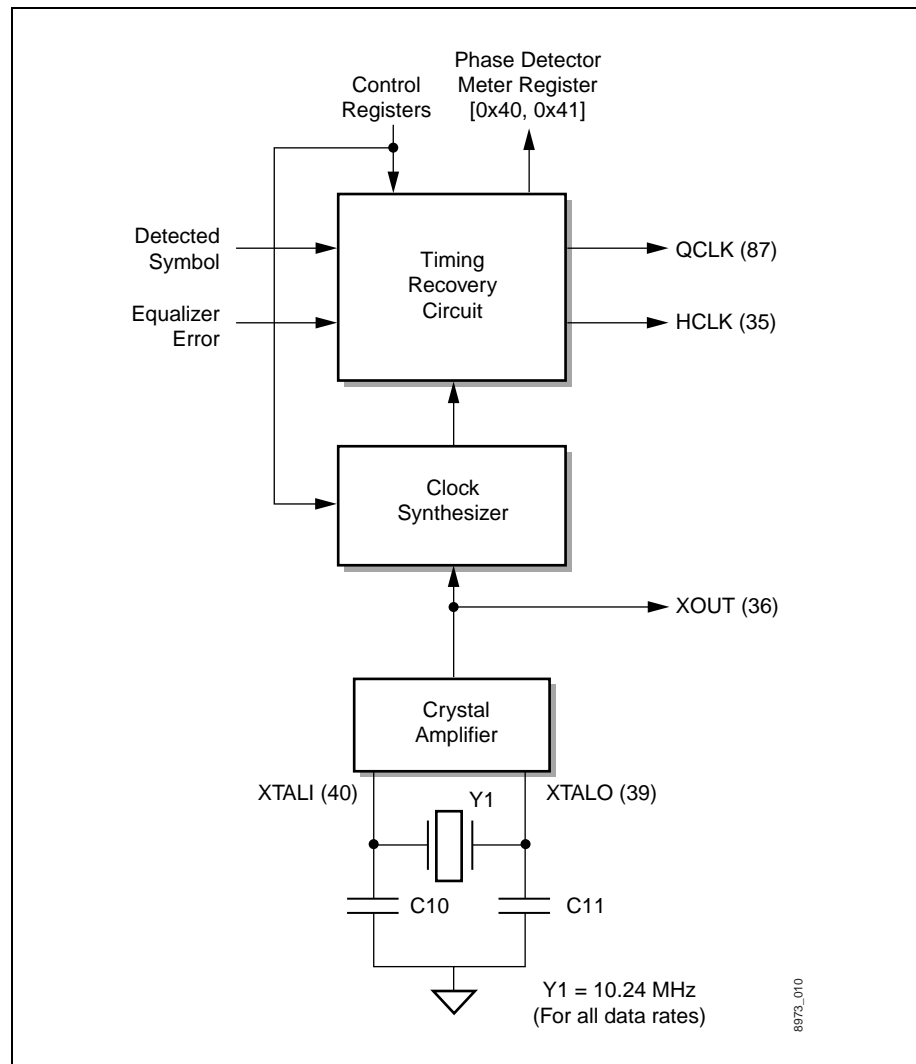 Phase Detector
Meter Register
[0x40, 0x41]
Control
Registers
Detected
Symbol
Timing
Recovery
Circuit
QCLK (87)
Equalizer
Error
HCLK (35)
Clock
Synthesizer
XOUT (36)
Crystal
Amplifier
XTALI (40)
Y1
XTALO (39)
C10
C11
Y1 = 10.24 MHz
(For all data rates)
8973_010